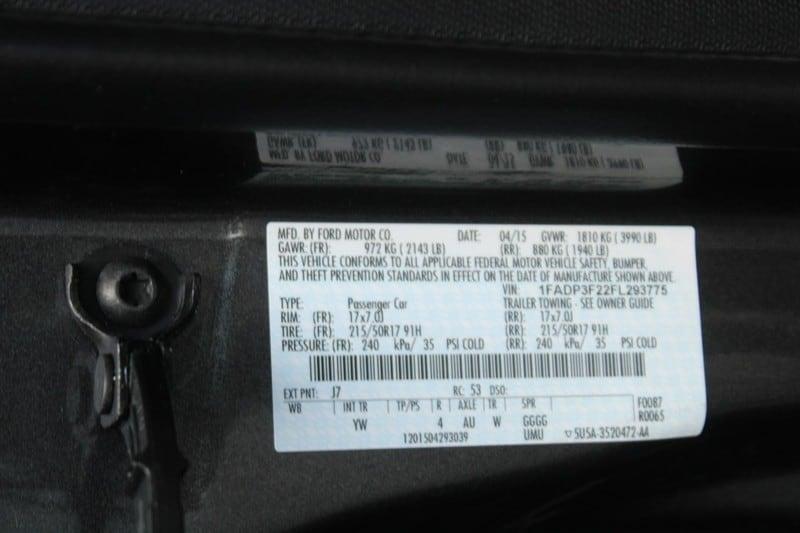 MFD. BY FORD MOTOR CO. DATE: 04/15 GVWR: 1810 KG ( 3990 LB)
GAWR: (FR): 972 KG ( 2143 LB) (RR): 880 KG ( 1940 LB)
THIS VEHICLE CONFORMS TO ALL APPLICABLE FEDERAL MOTOR VEHICLE SAFETY, BUMPER,
AND THEFT PREVENTION STANDARDS IN EFFECT ON THE DATE OF MANUFACTURE SHOWN ABOVE.
VIN: 1FADP3F22FL293775
TYPE: Passenger Car TRAILER TOWING - SEE OWNER GUIDE
RIM: (FR): 17x7.0J (RR): 17x7.0J
TIRE: (FR): 215/50R17 91H (RR): 215/50R17 91H
PRESSURE: (FR): 240 kPa/ 35 PSI COLD (RR): 240 kPa/ 35 PSI COLD
EXT PNT: J7 RC: 53 DSO: F0087
WB INT TR TP/PS R AXLE TR SPR R0065
YW 4 AU W GGGG
1201504293039 UMU ▽ 5USA-3520472-AA